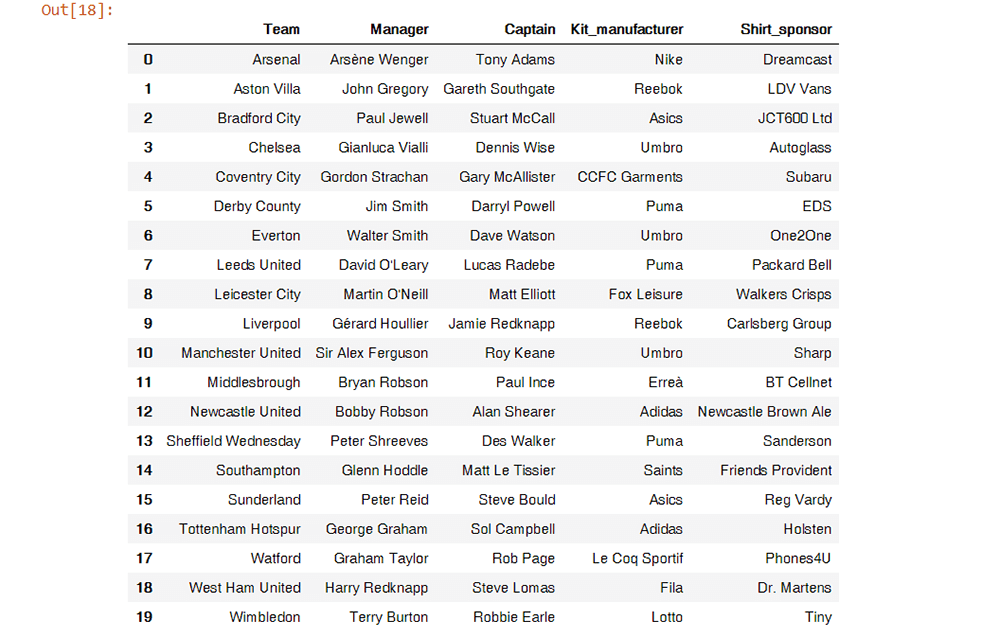 Out[18]:
Team Manager Captain Kit_manufacturer Shirt_sponsor
0 Arsenal Arsène Wenger Tony Adams Nike Dreamcast
1 Aston Villa John Gregory Gareth Southgate Reebok LDV Vans
2 Bradford City Paul Jewell Stuart McCall Asics JCT600 Ltd
3 Chelsea Gianluca Vialli Dennis Wise Umbro Autoglass
4 Coventry City Gordon Strachan Gary McAllister CCFC Garments Subaru
5 Derby County Jim Smith Darryl Powell Puma EDS
6 Everton Walter Smith Dave Watson Umbro One2One
7 Leeds United David O'Leary Lucas Radebe Puma Packard Bell
8 Leicester City Martin O'Neill Matt Elliott Fox Leisure Walkers Crisps
9 Liverpool Gérard Houllier Jamie Redknapp Reebok Carlsberg Group
10 Manchester United Sir Alex Ferguson Roy Keane Umbro Sharp
11 Middlesbrough Bryan Robson Paul Ince Erreà BT Cellnet
12 Newcastle United Bobby Robson Alan Shearer Adidas Newcastle Brown Ale
13 Sheffield Wednesday Peter Shreeves Des Walker Puma Sanderson
14 Southampton Glenn Hoddle Matt Le Tissier Saints Friends Provident
15 Sunderland Peter Reid Steve Bould Asics Reg Vardy
16 Tottenham Hotspur George Graham Sol Campbell Adidas Holsten
17 Watford Graham Taylor Rob Page Le Coq Sportif Phones4U
18 West Ham United Harry Redknapp Steve Lomas Fila Dr. Martens
19 Wimbledon Terry Burton Robbie Earle Lotto Tiny